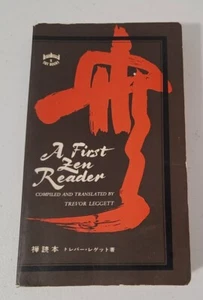 A First
Zen
Reader
COMPILED AND TRANSLATED BY
TREVOR LEGGETT
禅読本 トレバー・レゲット著